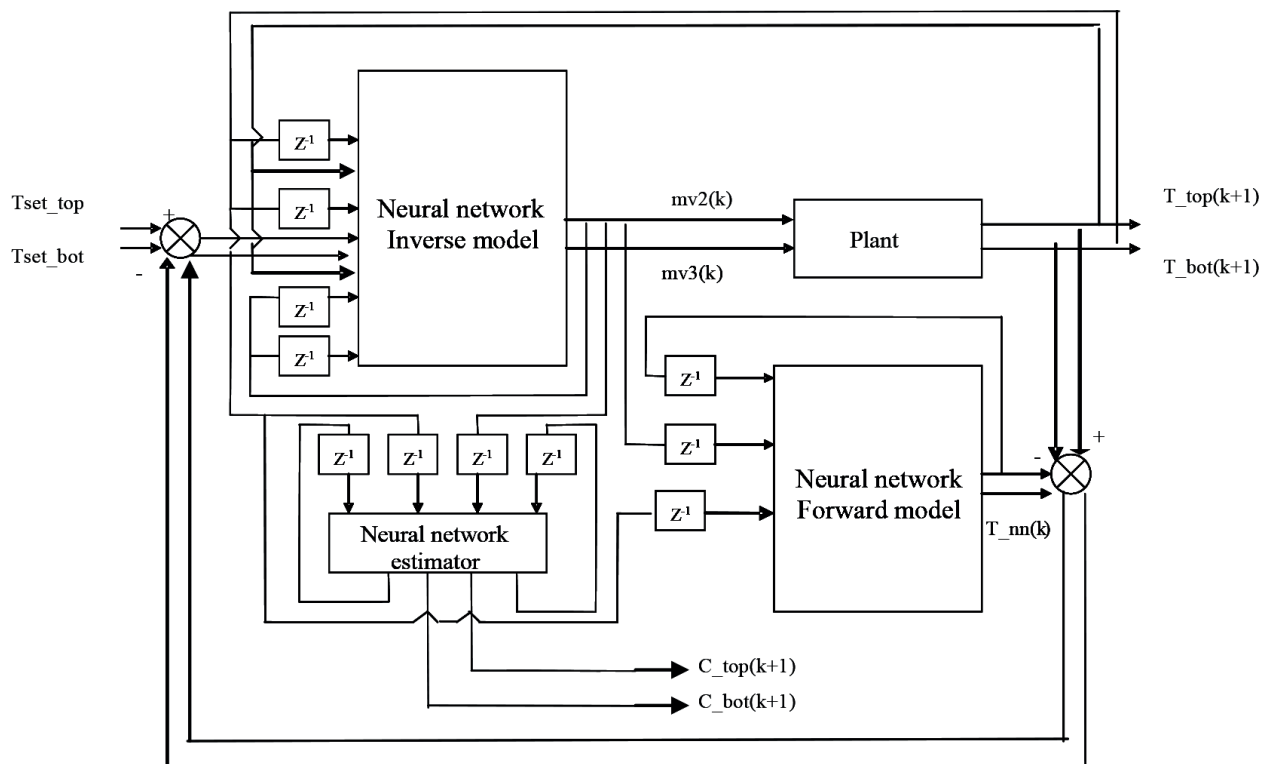 Tset_top
+
Tset_bot
-
Z-1
Z-1
Z-1
Z-1
Neural network
Inverse model
mv2(k)
mv3(k)
Plant
T_top(k+1)
T_bot(k+1)
Z-1
Z-1
Z-1
Z-1
Neural network
estimator
Z-1
Z-1
Z-1
Neural network
Forward model
-
+
T_nn(k)
C_top(k+1)
C_bot(k+1)